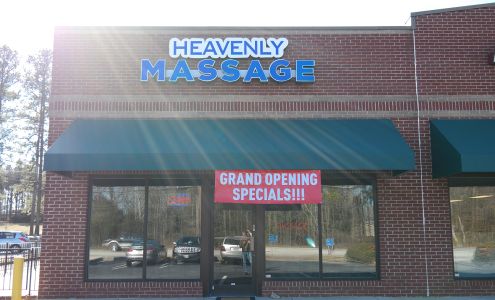 HEAVENLY
MASSAGE
GRAND OPENING
SPECIALS!!!